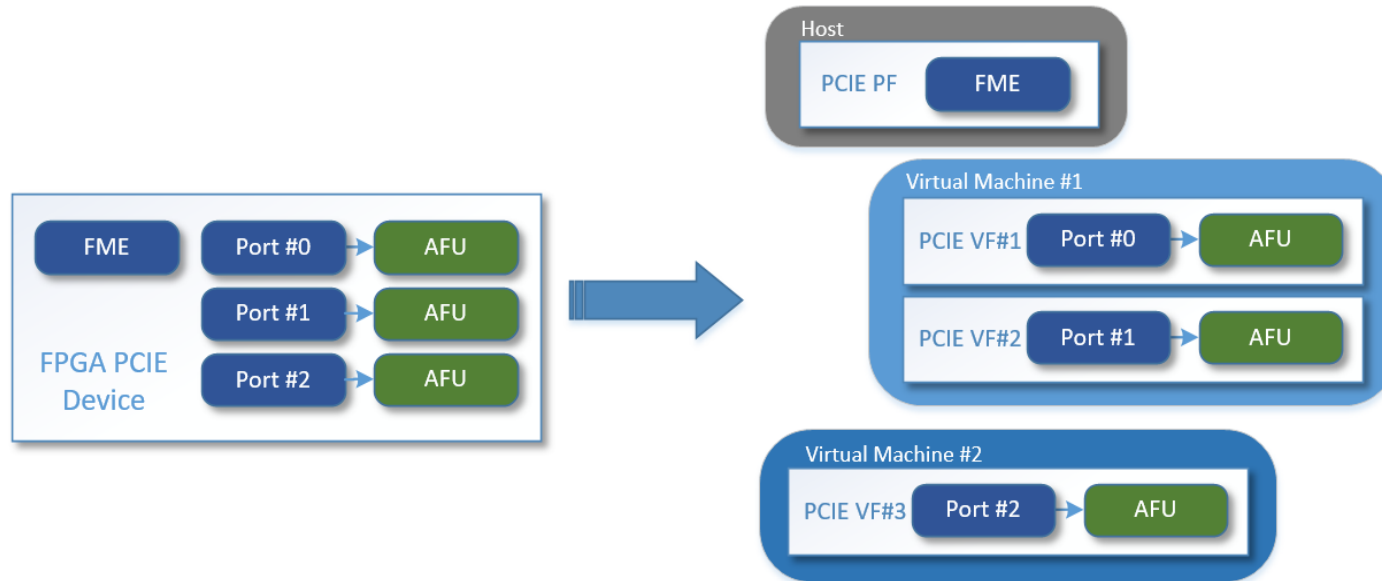 FME
Port #0
AFU
Port #1
AFU
Port #2
AFU
FPGA PCIE
Device
Host
PCIE PF
FME
Virtual Machine #1
PCIE VF#1
Port #0
AFU
PCIE VF#2
Port #1
AFU
Virtual Machine #2
PCIE VF#3
Port #2
AFU